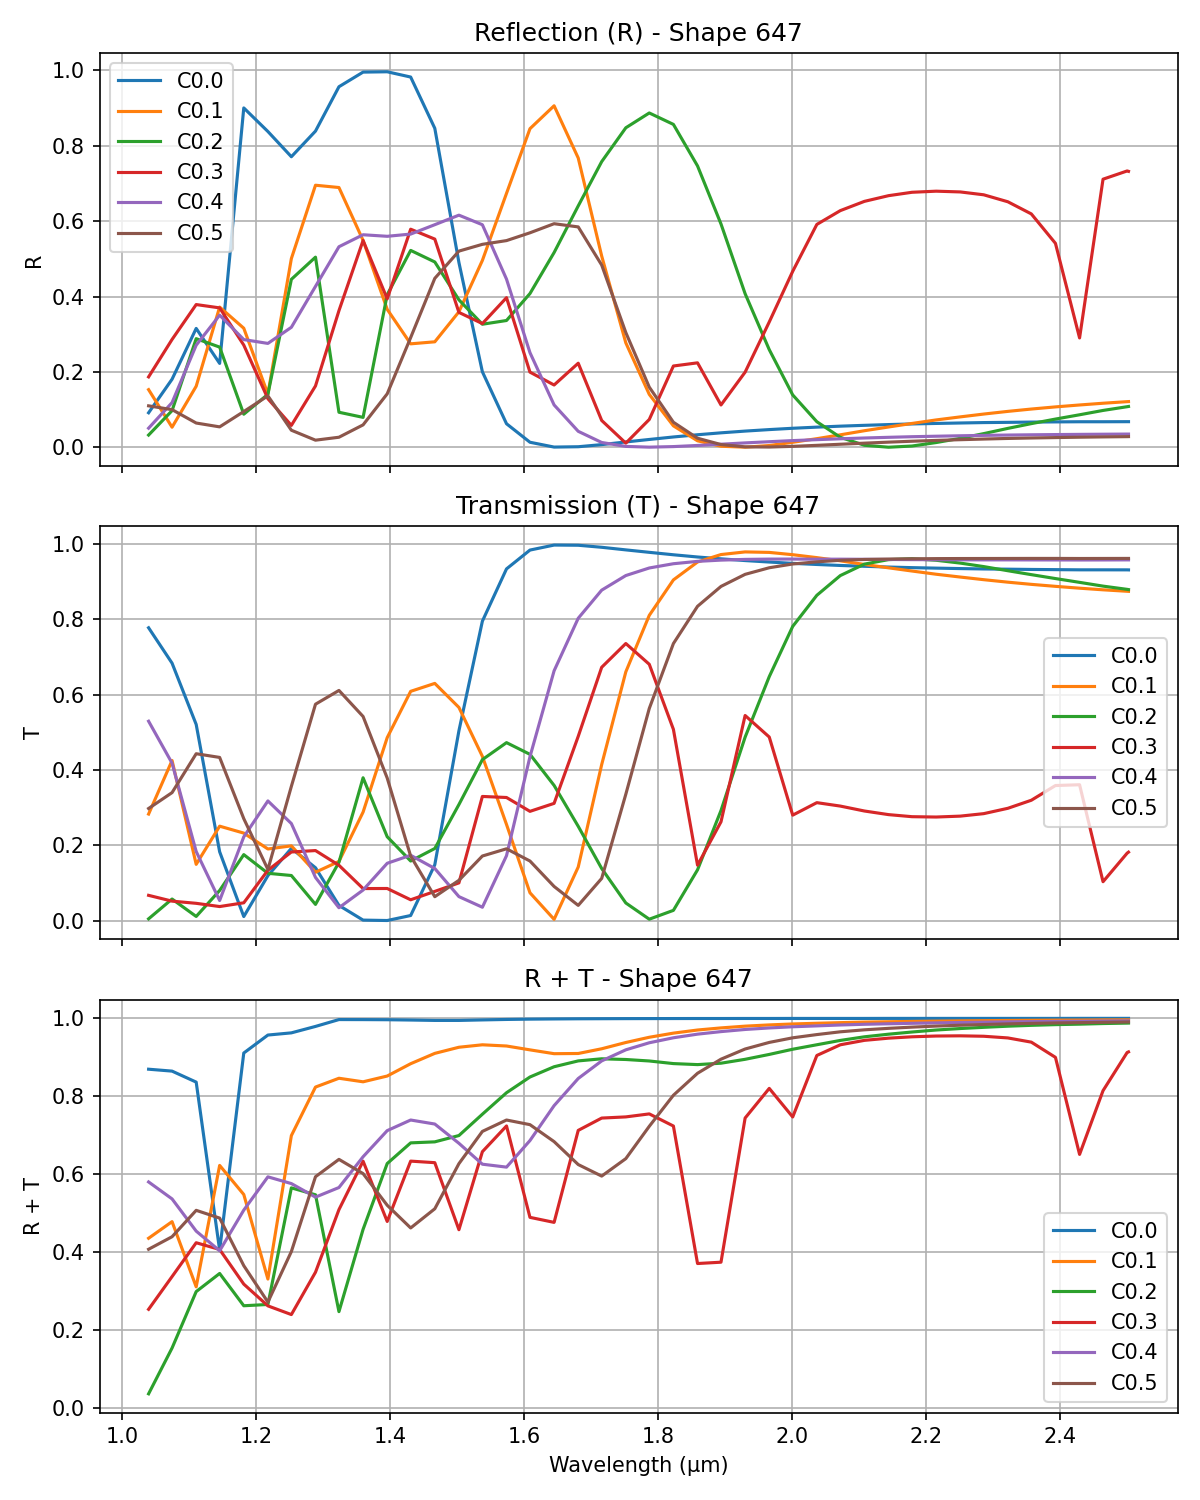 Reflection (R) - Shape 647
1.0
0.8
0.6
0.4
0.2
0.0
R
C0.0
C0.1
C0.2
C0.3
C0.4
C0.5
Transmission (T) - Shape 647
1.0
0.8
0.6
0.4
0.2
0.0
T
C0.0
C0.1
C0.2
C0.3
C0.4
C0.5
R + T - Shape 647
1.0
0.8
0.6
0.4
0.2
0.0
R + T
C0.0
C0.1
C0.2
C0.3
C0.4
C0.5
1.0 1.2 1.4 1.6 1.8 2.0 2.2 2.4
Wavelength (μm)